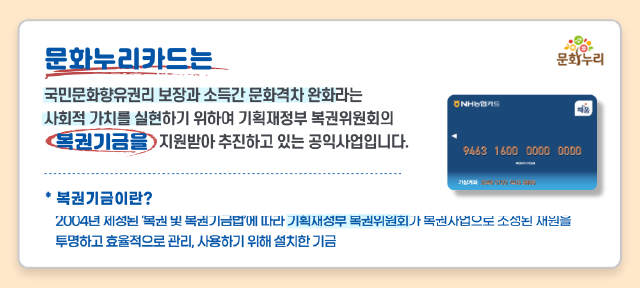 문화누리카드는
문화누리
국민문화향유권리 보장과 소득간 문화격차 완화라는
사회적 가치를 실현하기 위하여 기획재정부 복권위원회의
복권기금을 지원받아 추진하고 있는 공익사업입니다.
NH농협카드
채움
9463 1600 0000 0000
MONTH/YEAR
가상계좌
* 복권기금이란?
2004년 제정된 '복권 및 복권기금법'에 따라 기획재정부 복권위원회가 복권사업으로 조성된 재원을
투명하고 효율적으로 관리, 사용하기 위해 설치한 기금